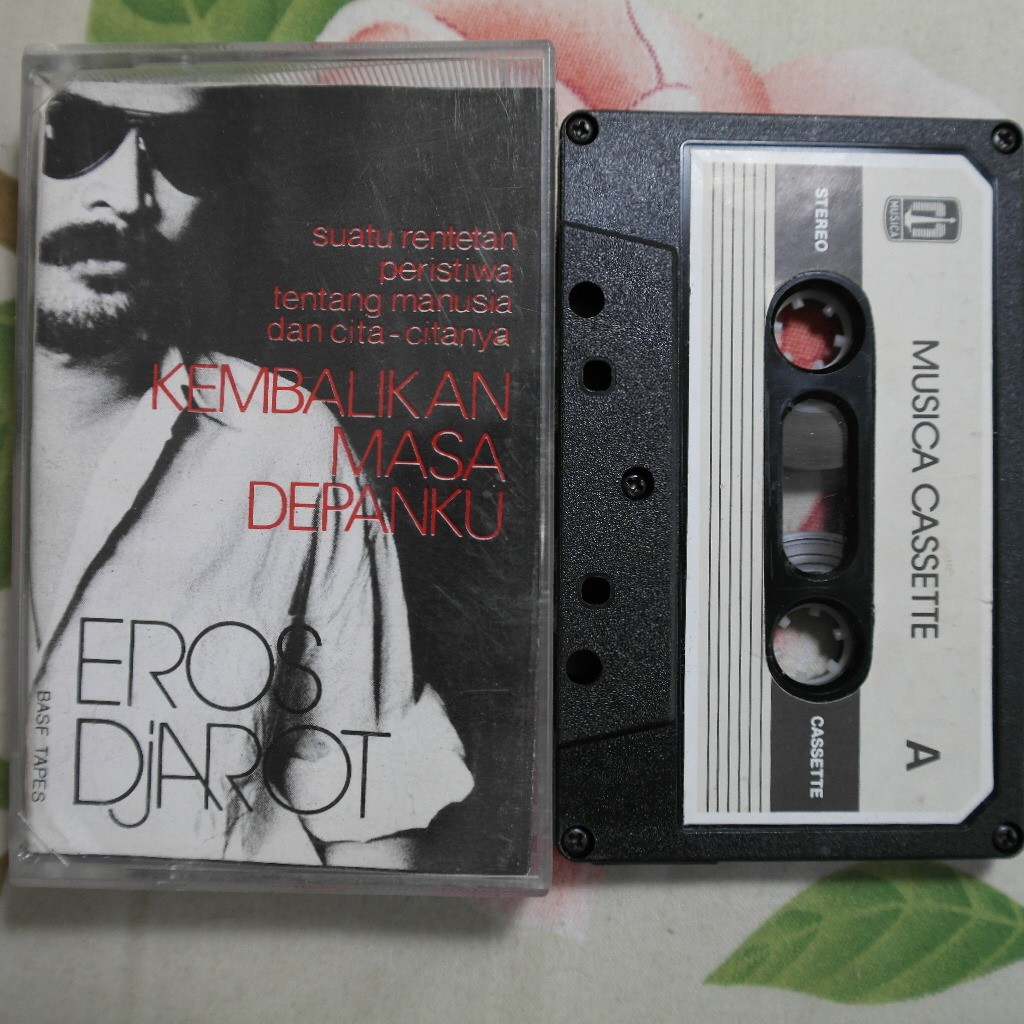 suatu rentetan
peristiwa
tentang manusia
dan cita-citanya
KEMBALIKAN
MASA
DEPANKU
EROS
DjAROT
BASF TAPES
STEREO
MUSICA
MUSICA CASSETTE
CASSETTE
A